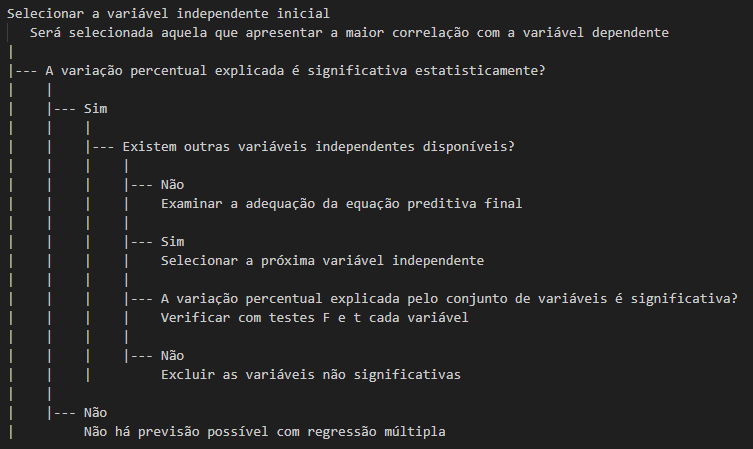 Selecionar a variável independente inicial
Será selecionada aquela que apresentar a maior correlação com a variável dependente
|
|--- A variação percentual explicada é significativa estatisticamente?
|    |
|    |--- Sim
|    |    |
|    |    |--- Existem outras variáveis independentes disponíveis?
|    |    |    |
|    |    |    |--- Não
|    |    |    |    Examinar a adequação da equação preditiva final
|    |    |    |
|    |    |    |--- Sim
|    |    |    |    Selecionar a próxima variável independente
|    |    |    |
|    |    |    |--- A variação percentual explicada pelo conjunto de variáveis é significativa?
|    |    |    |    Verificar com testes F e t cada variável
|    |    |    |
|    |    |    |--- Não
|    |    |         Excluir as variáveis não significativas
|    |
|    |--- Não
|         Não há previsão possível com regressão múltipla